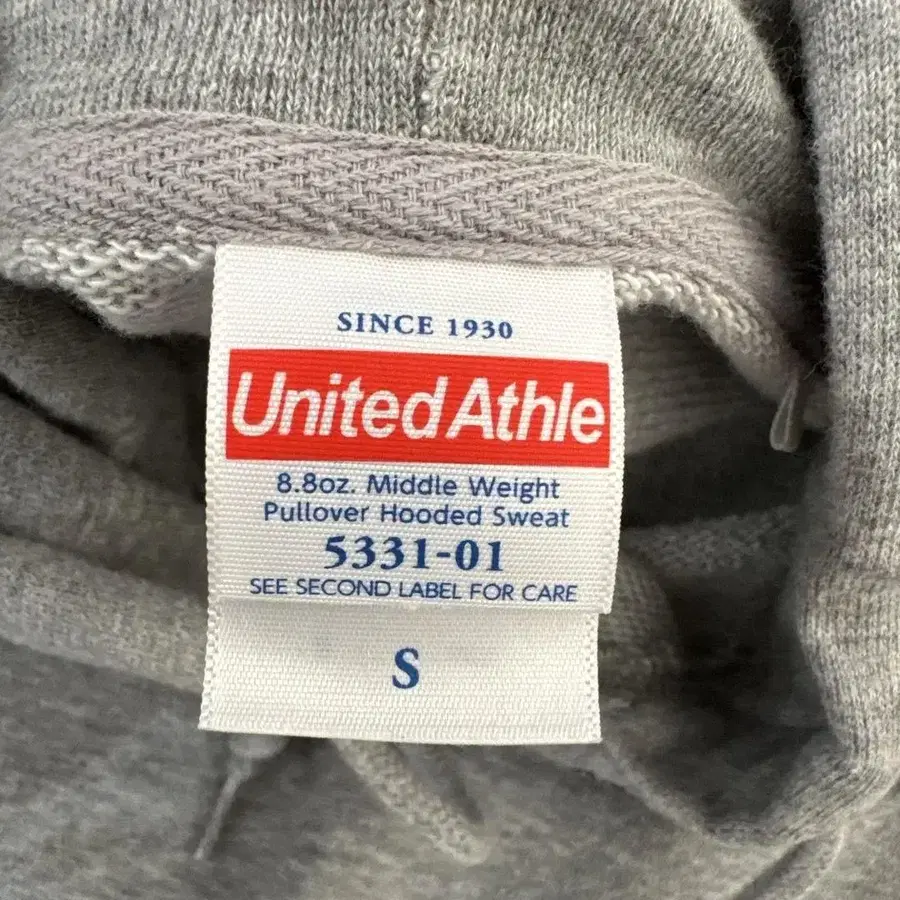 SINCE 1930
United Athle
8.8oz. Middle Weight
Pullover Hooded Sweat
5331-01
SEE SECOND LABEL FOR CARE
S